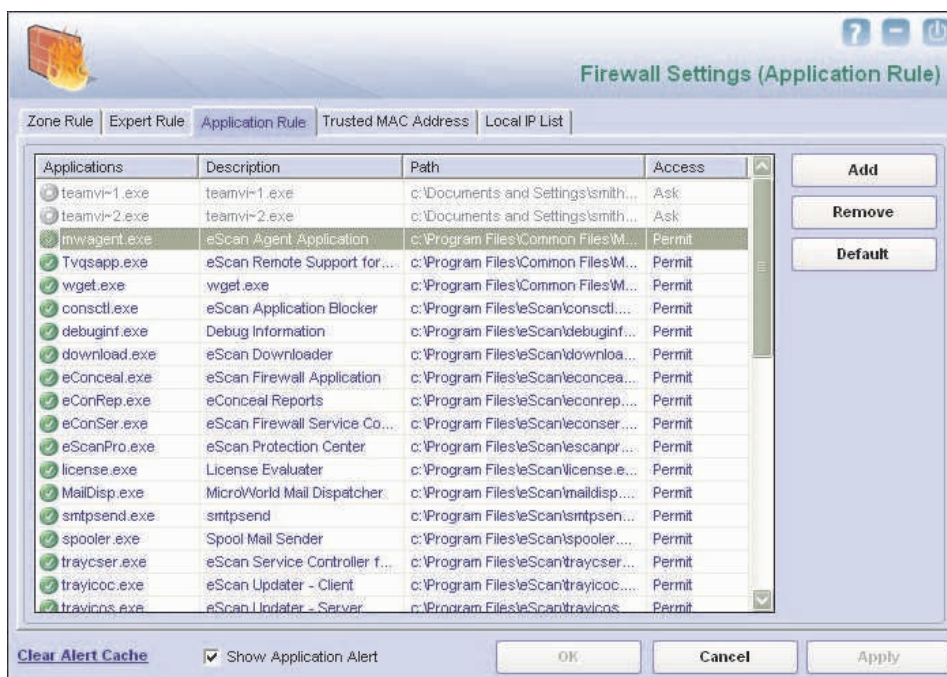 Firewall Settings (Application Rule)
Zone Rule Expert Rule Application Rule Trusted MAC Address Local IP List
Applications Description Path Access
teamvi~1.exe teamvi~1.exe c:\Documents and Settings\smith... Ask
teamvi~2.exe teamvi~2.exe c:\Documents and Settings\smith... Ask
mwagent.exe eScan Agent Application c:\Program Files\Common Files\M... Permit
Tvqsapp.exe eScan Remote Support for... c:\Program Files\Common Files\M... Permit
wget.exe wget.exe c:\Program Files\Common Files\M... Permit
consctl.exe eScan Application Blocker c:\Program Files\eScan\consctl.... Permit
debuginf.exe Debug Information c:\Program Files\eScan\debuginf... Permit
download.exe eScan Downloader c:\Program Files\eScan\downloa... Permit
eConceal.exe eScan Firewall Application c:\Program Files\eScan\econcea... Permit
eConRep.exe eConceal Reports c:\Program Files\eScan\econrep.... Permit
eConSer.exe eScan Firewall Service Co... c:\Program Files\eScan\econser.... Permit
eScanPro.exe eScan Protection Center c:\Program Files\eScan\escanpr... Permit
license.exe License Evaluater c:\Program Files\eScan\license.e... Permit
MailDisp.exe MicroWorld Mail Dispatcher c:\Program Files\eScan\maildisp.... Permit
smtpsend.exe smtpsend c:\Program Files\eScan\smtpsen... Permit
spooler.exe Spool Mail Sender c:\Program Files\eScan\spooler.... Permit
traycser.exe eScan Service Controller f... c:\Program Files\eScan\traycser... Permit
trayicoc.exe eScan Updater - Client c:\Program Files\eScan\trayicoc.... Permit
trayicos.exe eScan Updater - Server c:\Program Files\eScan\trayicos Permit
Add
Remove
Default
Clear Alert Cache Show Application Alert OK Cancel Apply